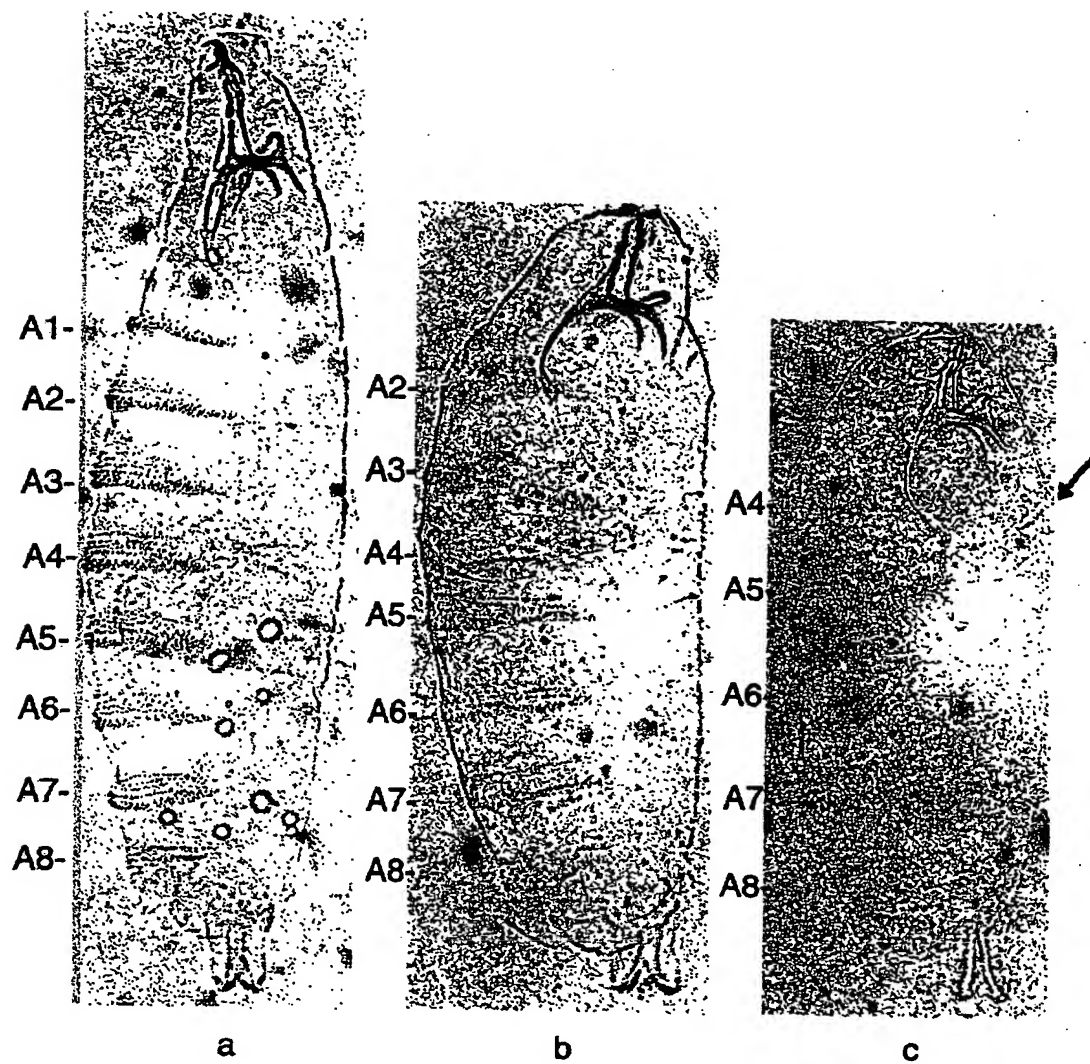 A1-
A2-
A3-
A4-
A5-
A6-
A7-
A8-
A2-
A3-
A4-
A5-
A6-
A7-
A8-
A4-
A5-
A6-
A7-
A8-
a
b
c